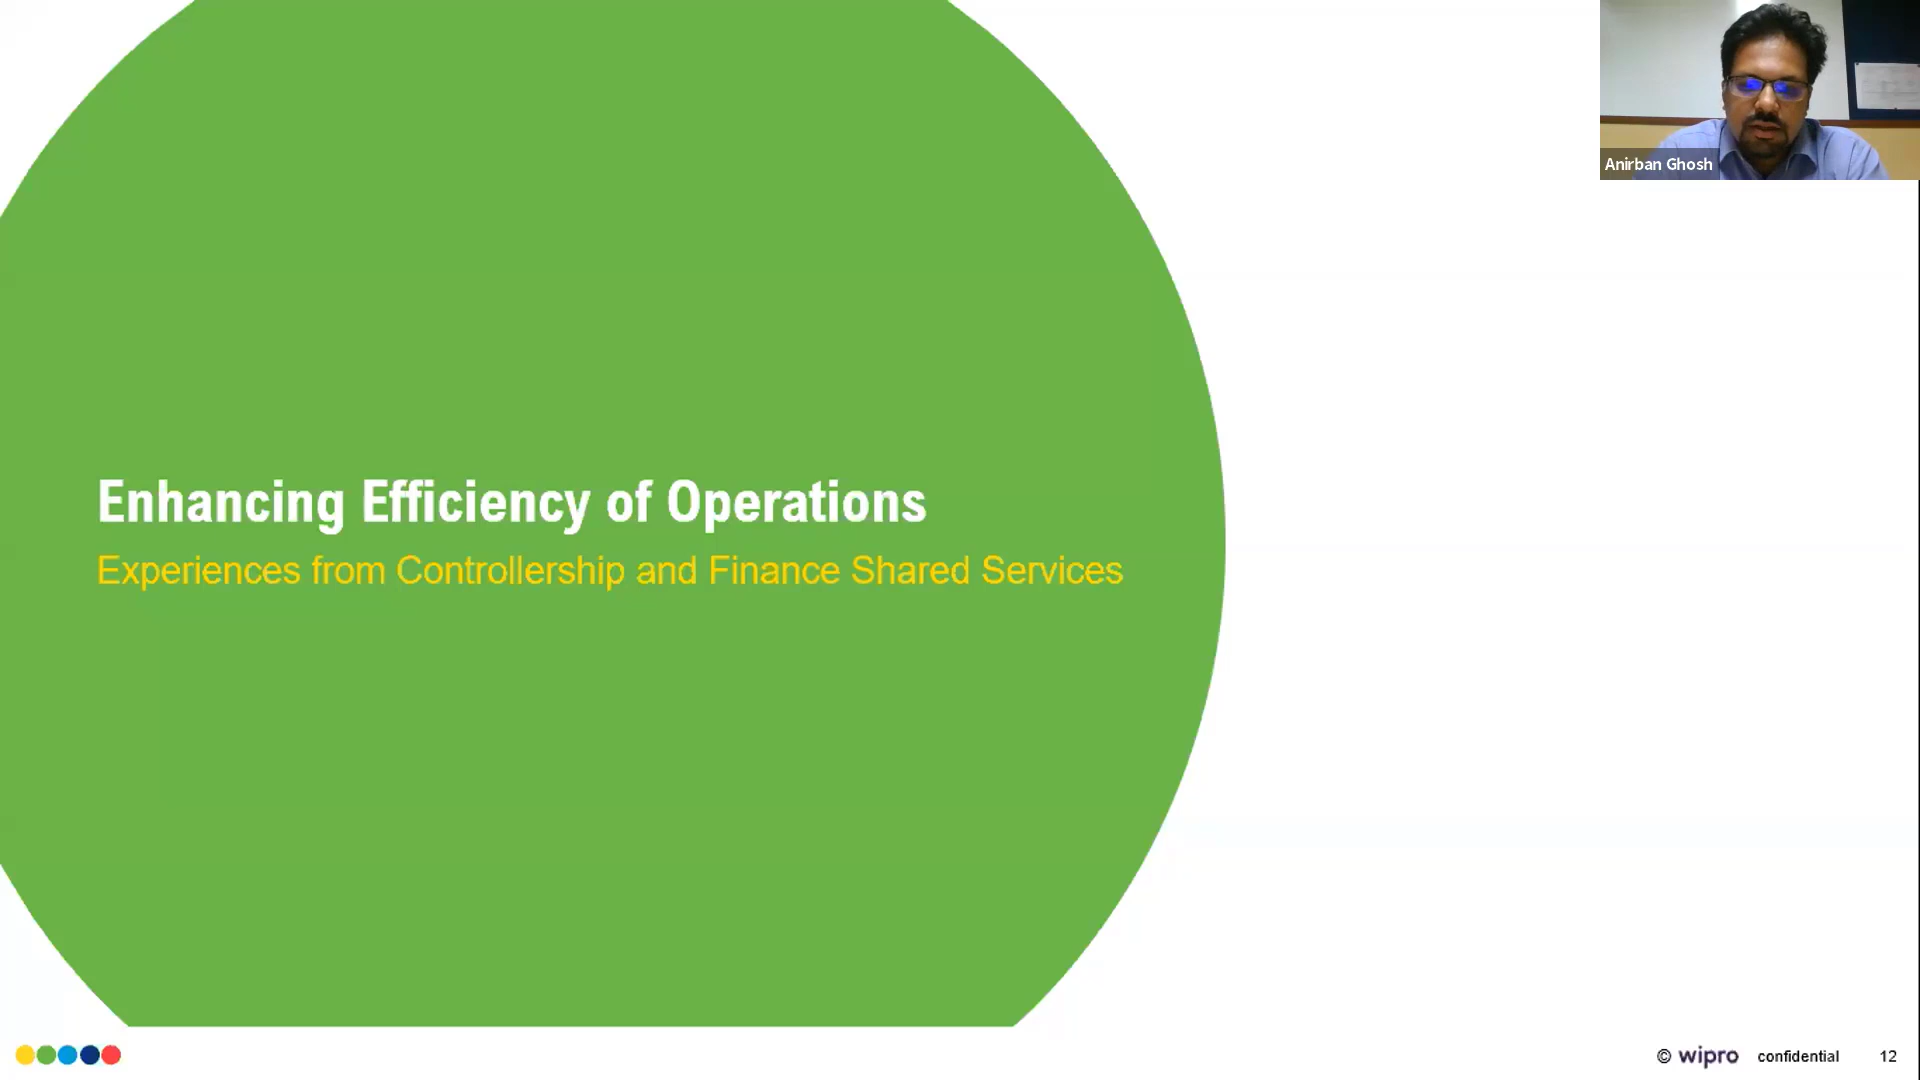 Anirban Ghosh
Enhancing Efficiency of Operations
Experiences from Controllership and Finance Shared Services
© wipro confidential 12